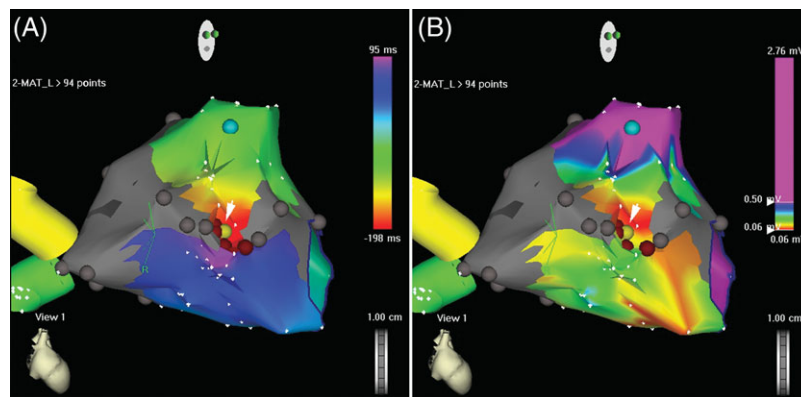 (A)
95 ms
2-MAT_L > 94 points
-198 ms
R
View 1
1.00 cm
(B)
2.76 mV
2-MAT_L > 94 points
0.50 mV
0.06 mV
0.06 mV
View 1
1.00 cm